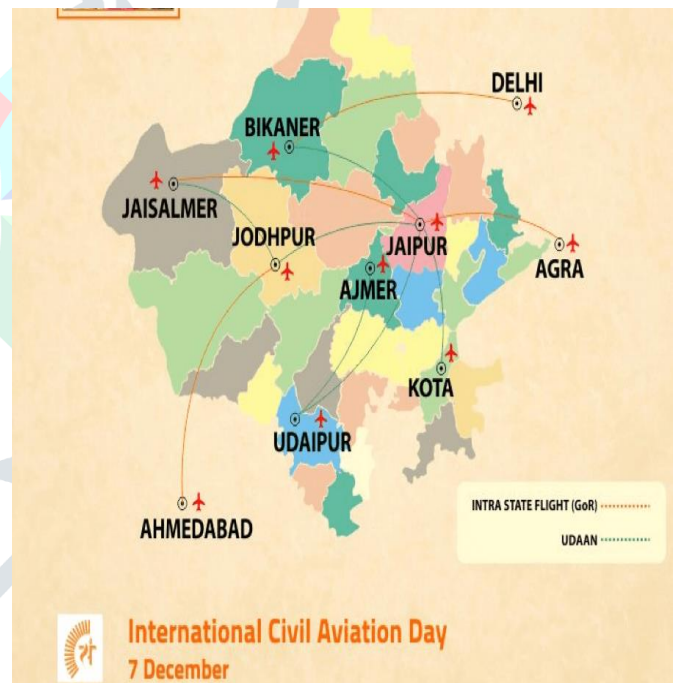 DELHI
BIKANER
JAISALMER
JODHPUR
JAIPUR
AGRA
AJMER
KOTA
UDAIPUR
AHMEDABAD
INTRA STATE FLIGHT (GoR)
UDAAN
International Civil Aviation Day
7 December